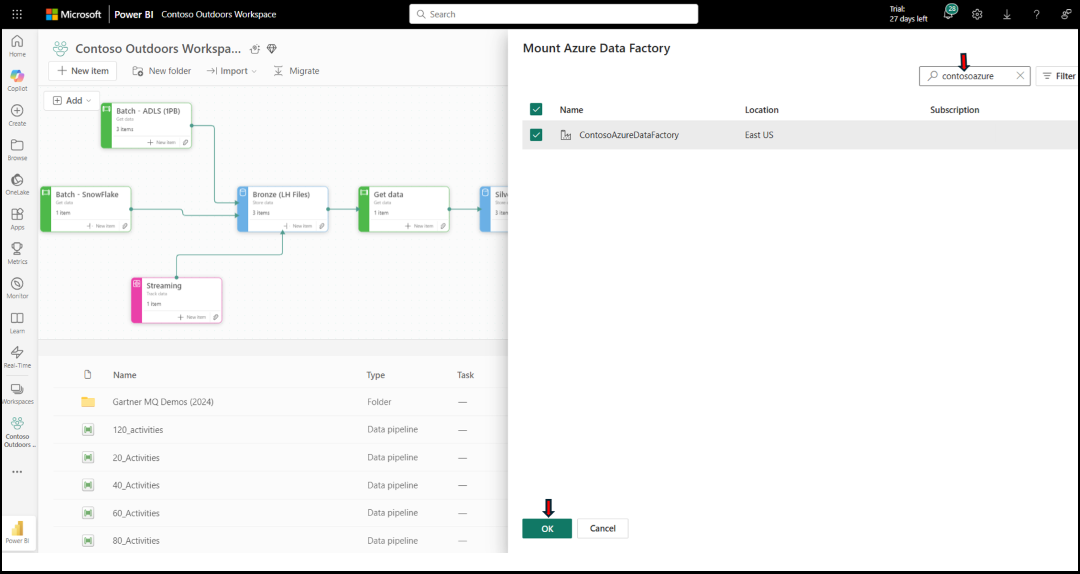 Microsoft Power BI Contoso Outdoors Workspace
Search
Trial:
27 days left
28
?
Home
Copilot
Create
Browse
OneLake
Apps
Metrics
Monitor
Learn
Real-Time
Workspaces
Contoso
Outdoors ..
Power BI
Contoso Outdoors Workspa...
New item
New folder
Import
Migrate
Add
Batch - ADLS (1PB)
Get data
3 items
New item
Batch - SnowFlake
Get data
1 item
New item
Bronze (LH Files)
Store data
3 items
New item
Get data
Get data
1 item
New item
Silv
Store
3 iten
Streaming
Track data
1 item
New item
Name Type Task
Gartner MQ Demos (2024) Folder —
120_activities Data pipeline —
20_Activities Data pipeline —
40_Activities Data pipeline —
60_Activities Data pipeline —
80_Activities Data pipeline —
Mount Azure Data Factory
contosoazure
Filter
Name Location Subscription
ContosoAzureDataFactory East US
OK
Cancel